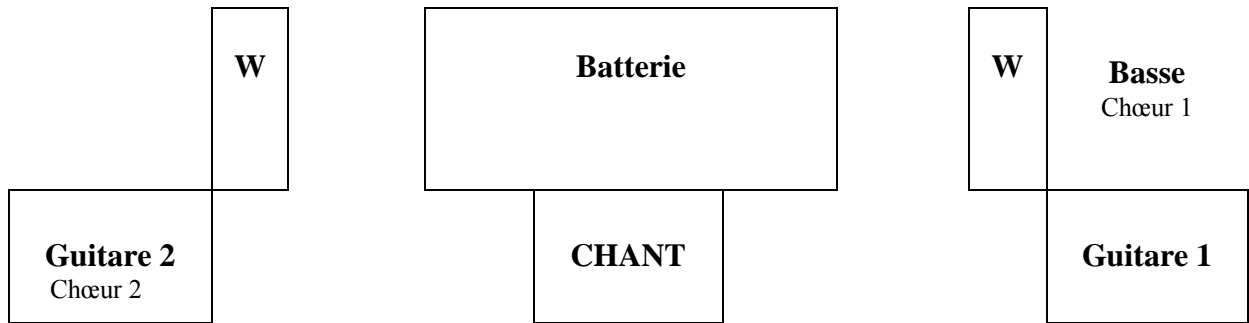 W
Batterie
W
Basse
Chœur 1
Guitare 2
Chœur 2
CHANT
Guitare 1